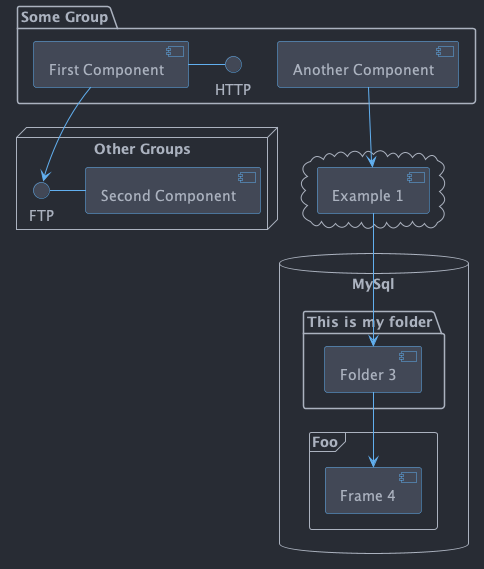 Some Group
First Component
HTTP
Another Component
Other Groups
FTP
Second Component
Example 1
MySql
This is my folder
Folder 3
Foo
Frame 4